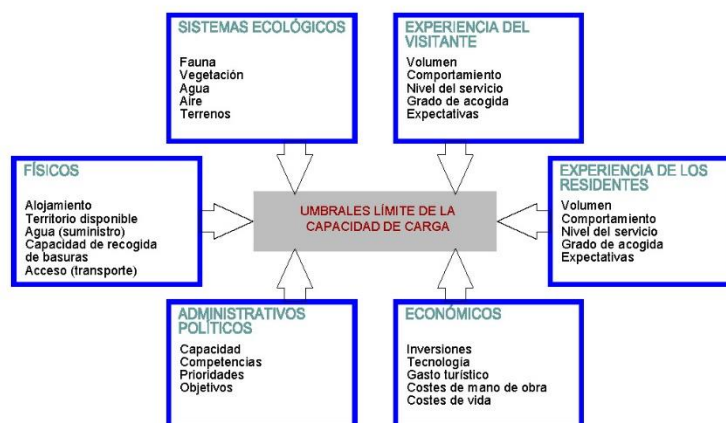 SISTEMAS ECOLÓGICOS
Fauna
Vegetación
Agua
Aire
Terrenos
EXPERIENCIA DEL
VISITANTE
Volumen
Comportamiento
Nivel del servicio
Grado de acogida
Expectativas
FÍSICOS
Alojamiento
Territorio disponible
Agua (suministro)
Capacidad de recogida
de basuras
Acceso (transporte)
UMBRALES LÍMITE DE LA
CAPACIDAD DE CARGA
EXPERIENCIA DE LOS
RESIDENTES
Volumen
Comportamiento
Nivel del servicio
Grado de acogida
Expectativas
ADMINISTRATIVOS
POLÍTICOS
Capacidad
Competencias
Prioridades
Objetivos
ECONÓMICOS
Inversiones
Tecnología
Gasto turístico
Costes de mano de obra
Costes de vida